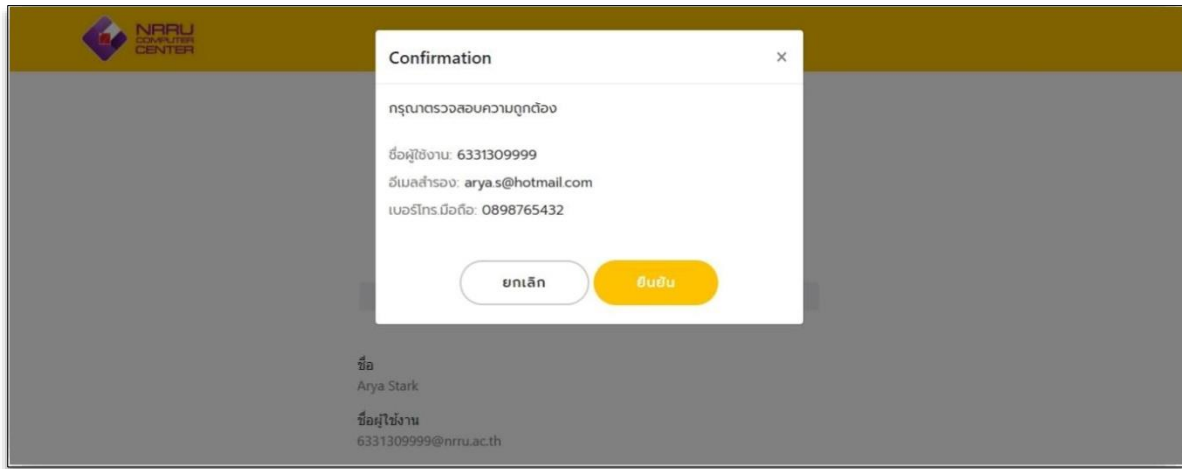 NRRU
COMPUTER
CENTER
Confirmation
×
กรุณาตรวจสอบความถูกต้อง
ชื่อผู้ใช้งาน: 6331309999
อีเมลสำรอง: arya.s@hotmail.com
เบอร์โทร.มือถือ: 0898765432
ยกเลิก
ยืนยัน
ชื่อ
Arya Stark
ชื่อผู้ใช้งาน
6331309999@nrru.ac.th